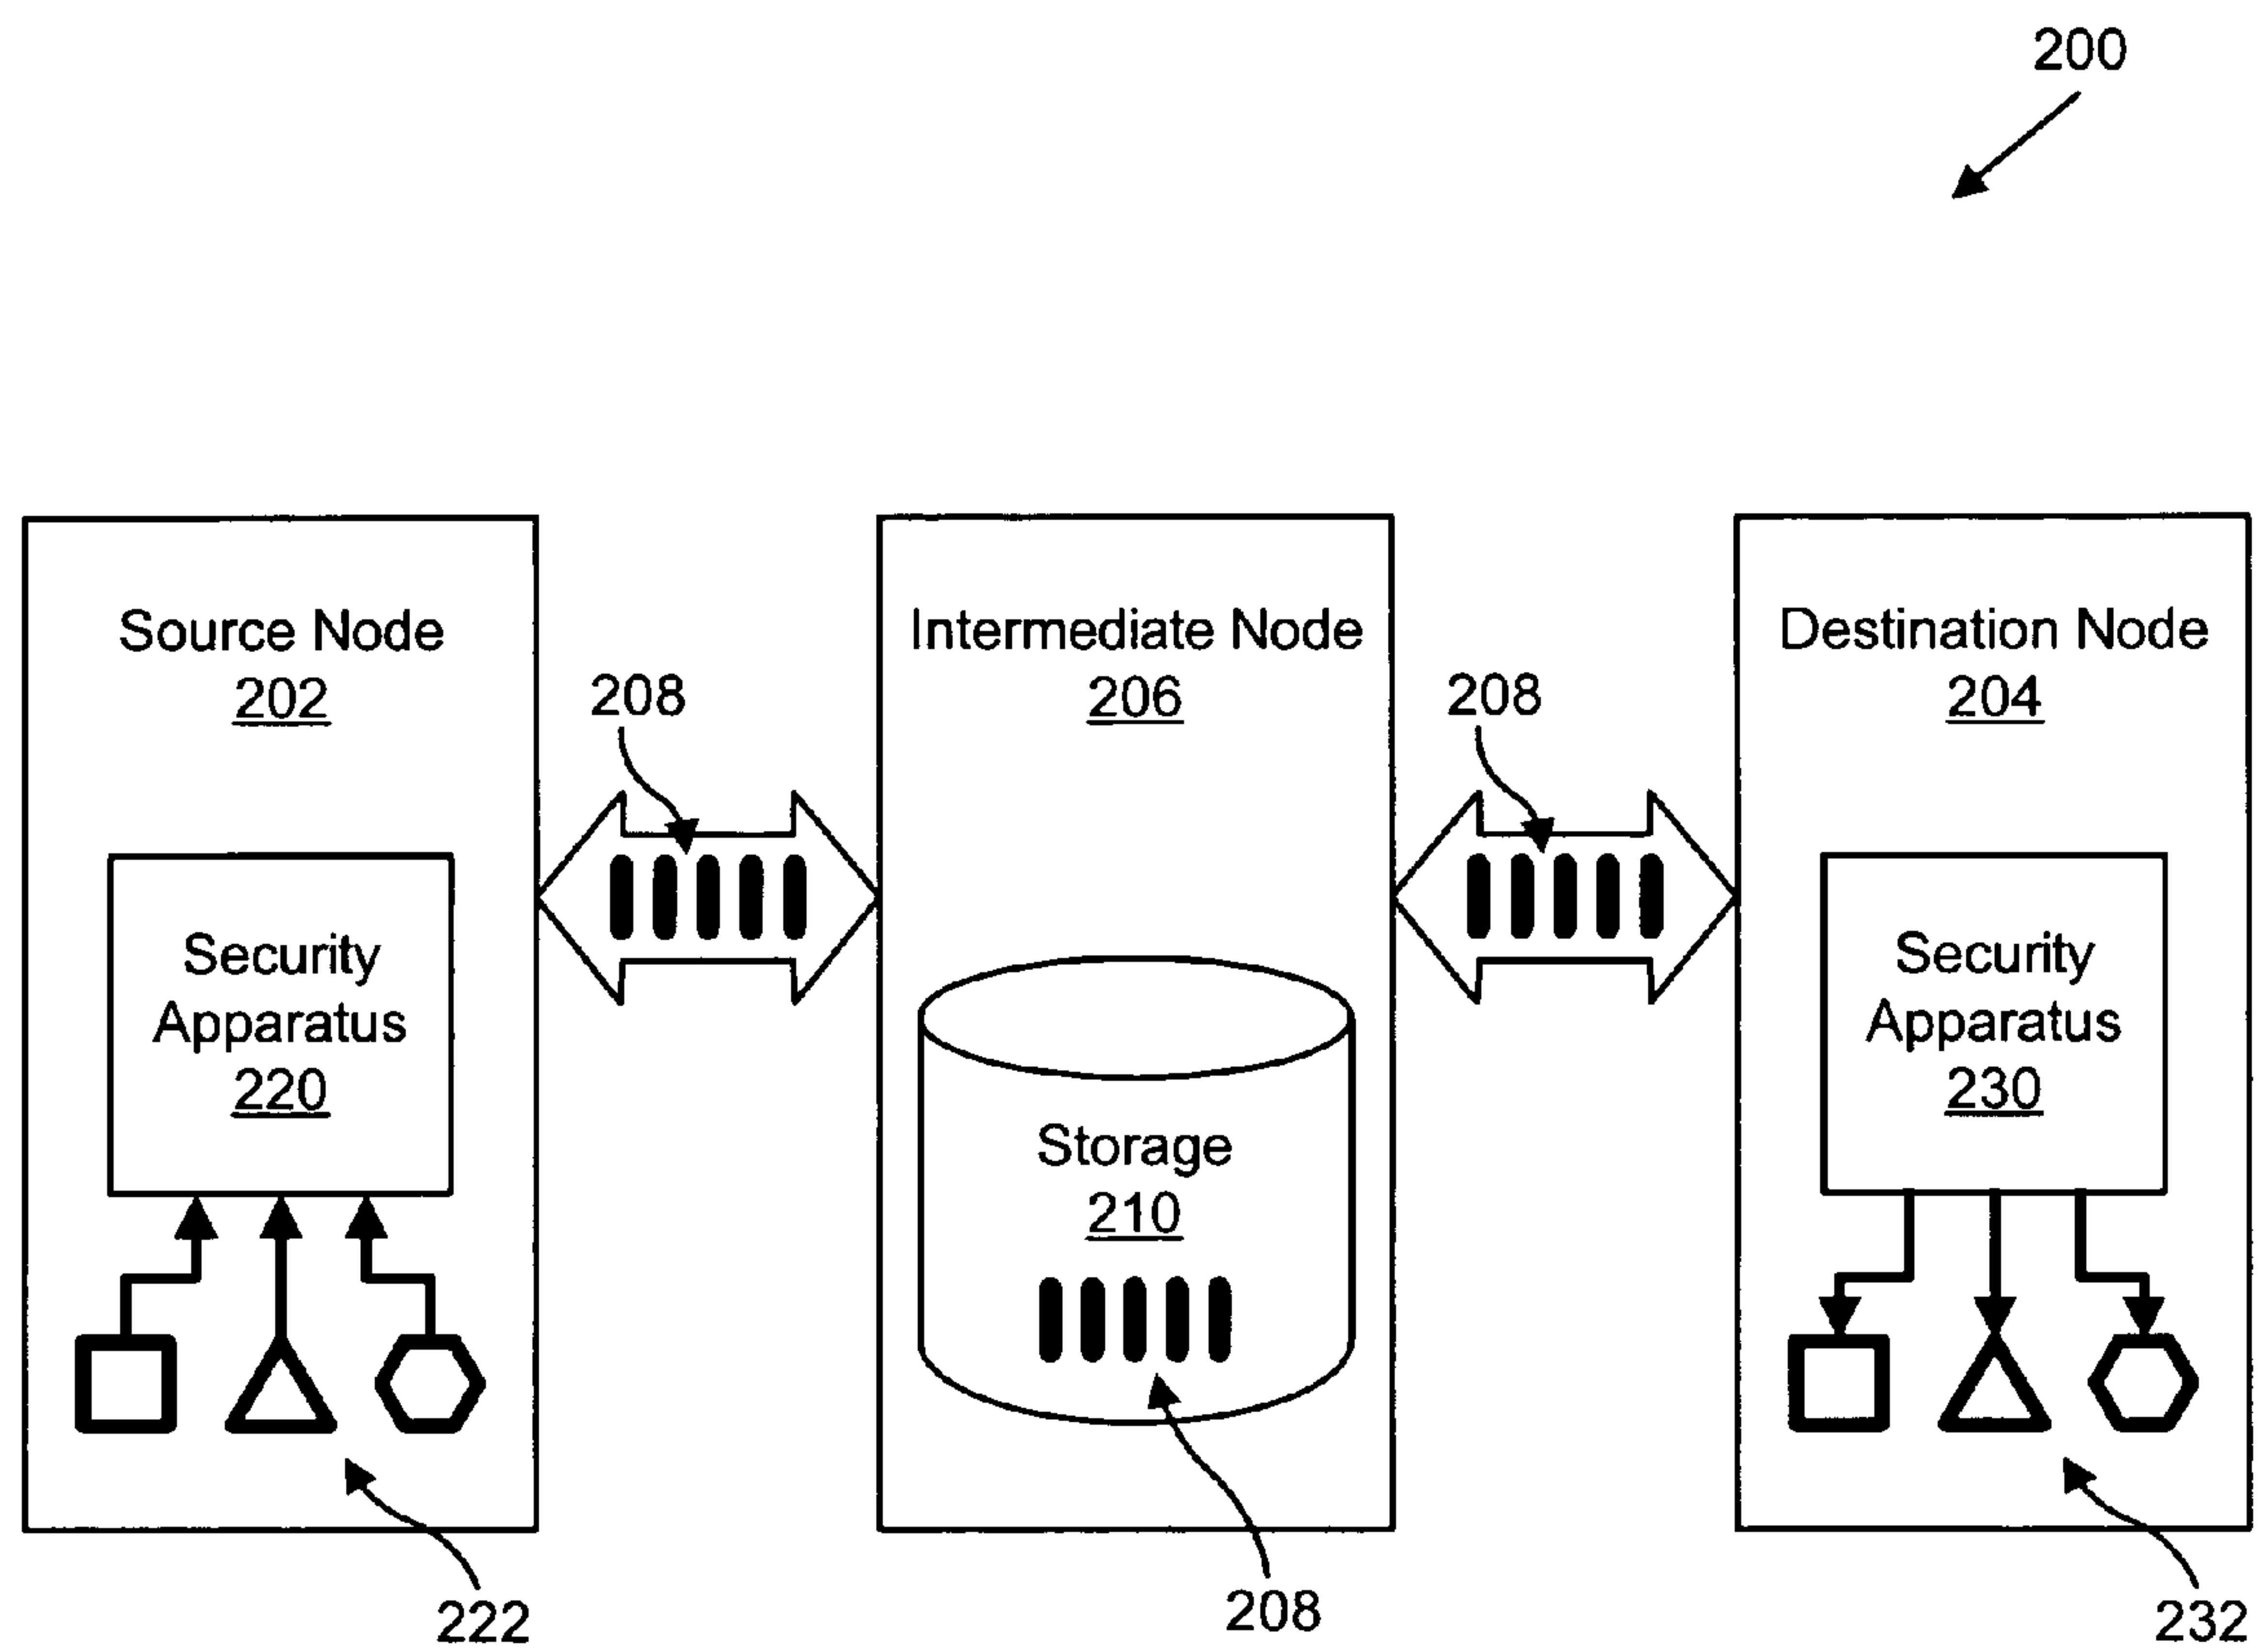 200
Source Node
202
Intermediate Node
206
Destination Node
204
208
208
Security
Apparatus
220
Storage
210
Security
Apparatus
230
222
208
232